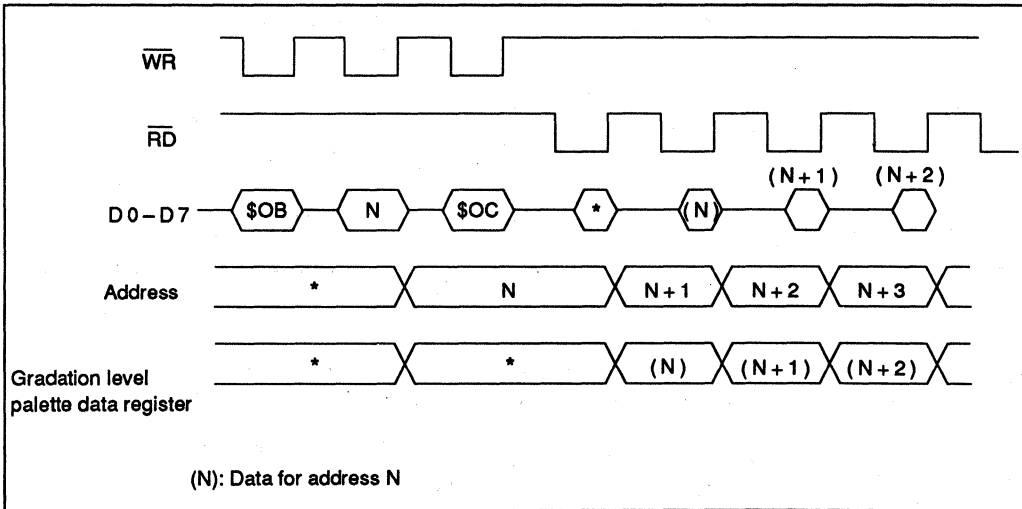 WR
RD
(N+1) (N+2)
D0–D7 $OB N $OC * (N)
Address * N N+1 N+2 N+3
* * (N) (N+1) (N+2)
Gradation level
palette data register
(N): Data for address N